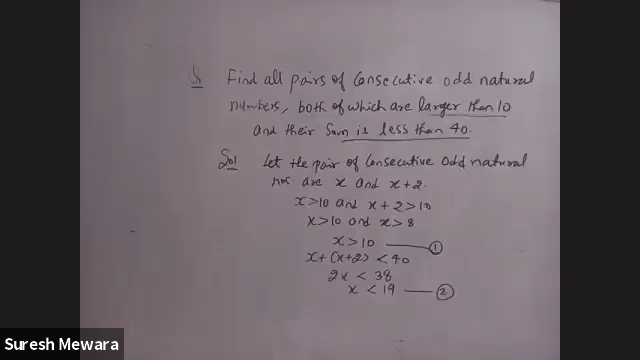 Q Find all pairs of consecutive odd natural
numbers, both of which are larger than 10
and their sum is less than 40.
Sol Let the pair of consecutive odd natural
nos are x and x+2.
x>10 and x+2>10
x>10 and x>8
x>10 — ①
x+(x+2) < 40
2x < 38
x < 19 — ②
Suresh Mewara